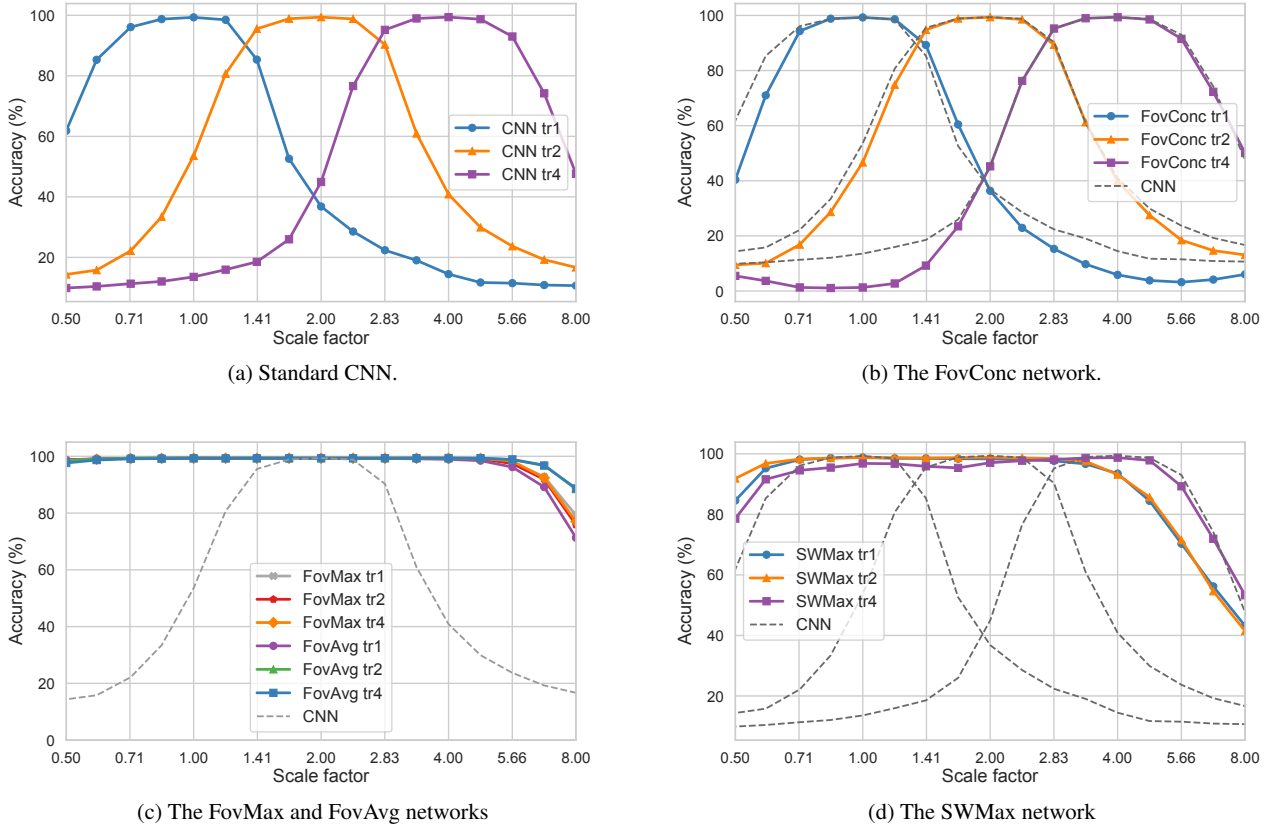 100
80
60
40
20
Accuracy (%)
CNN tr1
CNN tr2
CNN tr4
0.50 0.71 1.00 1.41 2.00 2.83 4.00 5.66 8.00
Scale factor
(a) Standard CNN.
100
80
60
40
20
0
Accuracy (%)
FovConc tr1
FovConc tr2
FovConc tr4
CNN
0.50 0.71 1.00 1.41 2.00 2.83 4.00 5.66 8.00
Scale factor
(b) The FovConc network.
100
80
60
40
20
0
Accuracy (%)
FovMax tr1
FovMax tr2
FovMax tr4
FovAvg tr1
FovAvg tr2
FovAvg tr4
CNN
0.50 0.71 1.00 1.41 2.00 2.83 4.00 5.66 8.00
Scale factor
(c) The FovMax and FovAvg networks
100
80
60
40
20
Accuracy (%)
SWMax tr1
SWMax tr2
SWMax tr4
CNN
0.50 0.71 1.00 1.41 2.00 2.83 4.00 5.66 8.00
Scale factor
(d) The SWMax network